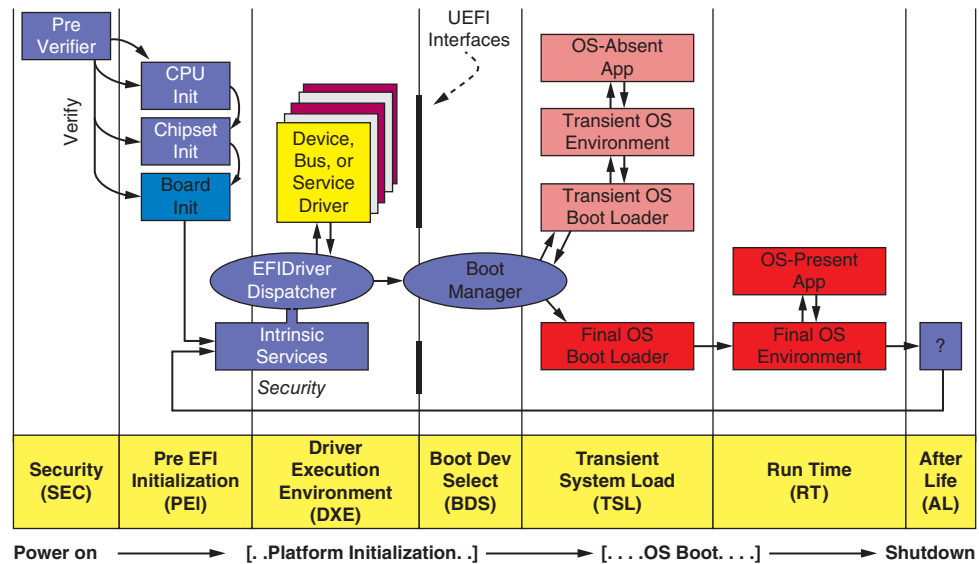 Pre
Verifier
Verify
CPU
Init
Chipset
Init
Board
Init
Device,
Bus, or
Service
Driver
EFIDriver
Dispatcher
Intrinsic
Services
Security
UEFI
Interfaces
Boot
Manager
OS-Absent
App
Transient OS
Environment
Transient OS
Boot Loader
Final OS
Boot Loader
OS-Present
App
Final OS
Environment
?
Security
(SEC)
Pre EFI
Initialization
(PEI)
Driver
Execution
Environment
(DXE)
Boot Dev
Select
(BDS)
Transient
System Load
(TSL)
Run Time
(RT)
After
Life
(AL)
Power on
[. .Platform Initialization. .]
[. . . .OS Boot. . . .]
Shutdown